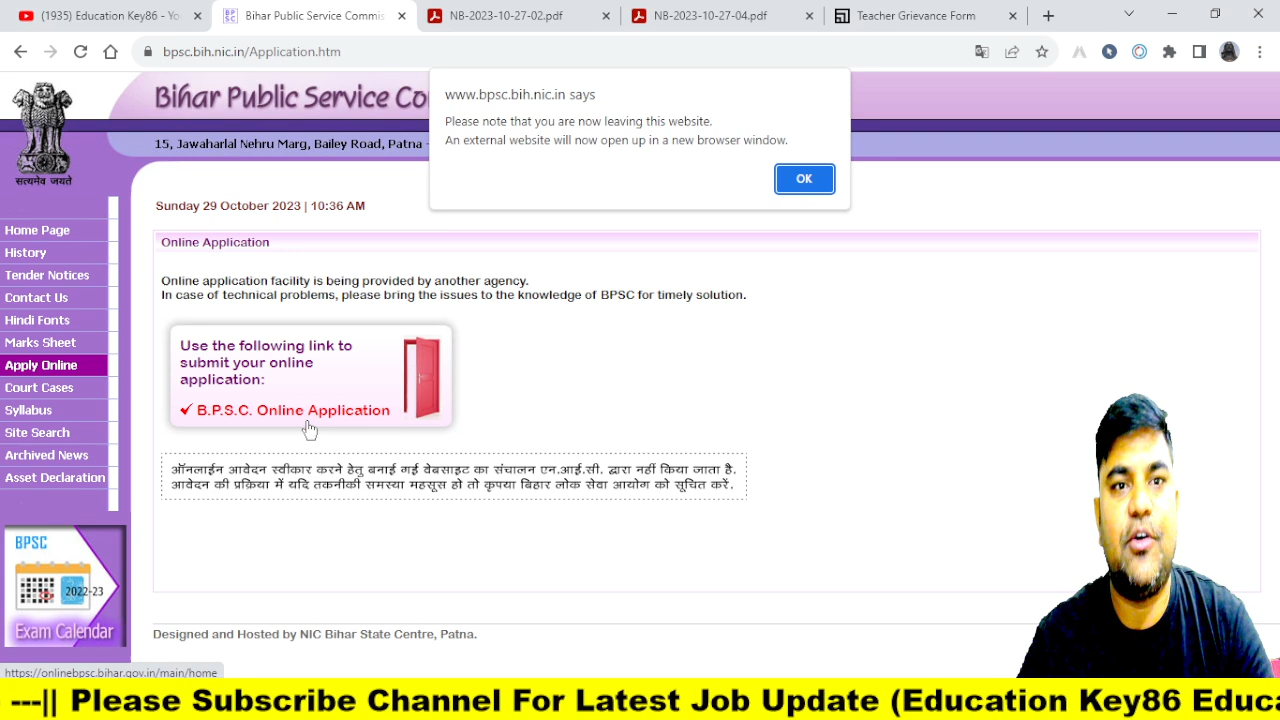 (1935) Education Key86 - Yo
Bihar Public Service Commis
NB-2023-10-27-02.pdf
NB-2023-10-27-04.pdf
Teacher Grievance Form
bpsc.bih.nic.in/Application.htm
www.bpsc.bih.nic.in says
Please note that you are now leaving this website.
An external website will now open up in a new browser window.
OK
Bihar Public Service Co
15, Jawaharlal Nehru Marg, Bailey Road, Patna -
सत्यमेव जयते
Sunday 29 October 2023 | 10:36 AM
Home Page
History
Tender Notices
Contact Us
Hindi Fonts
Marks Sheet
Apply Online
Court Cases
Syllabus
Site Search
Archived News
Asset Declaration
BPSC
2022-23
Exam Calendar
Online Application
Online application facility is being provided by another agency.
In case of technical problems, please bring the issues to the knowledge of BPSC for timely solution.
Use the following link to
submit your online
application:
B.P.S.C. Online Application
ऑनलाईन आवेदन स्वीकार करने हेतु बनाई गई वेबसाइट का संचालन एन.आई.सी. द्वारा नहीं किया जाता है.
आवेदन की प्रक्रिया में यदि तकनीकी समस्या महसूस हो तो कृपया बिहार लोक सेवा आयोग को सूचित करें.
Designed and Hosted by NIC Bihar State Centre, Patna.
https://onlinebpsc.bihar.gov.in/main/home
---|| Please Subscribe Channel For Latest Job Update (Education Key86 Educa